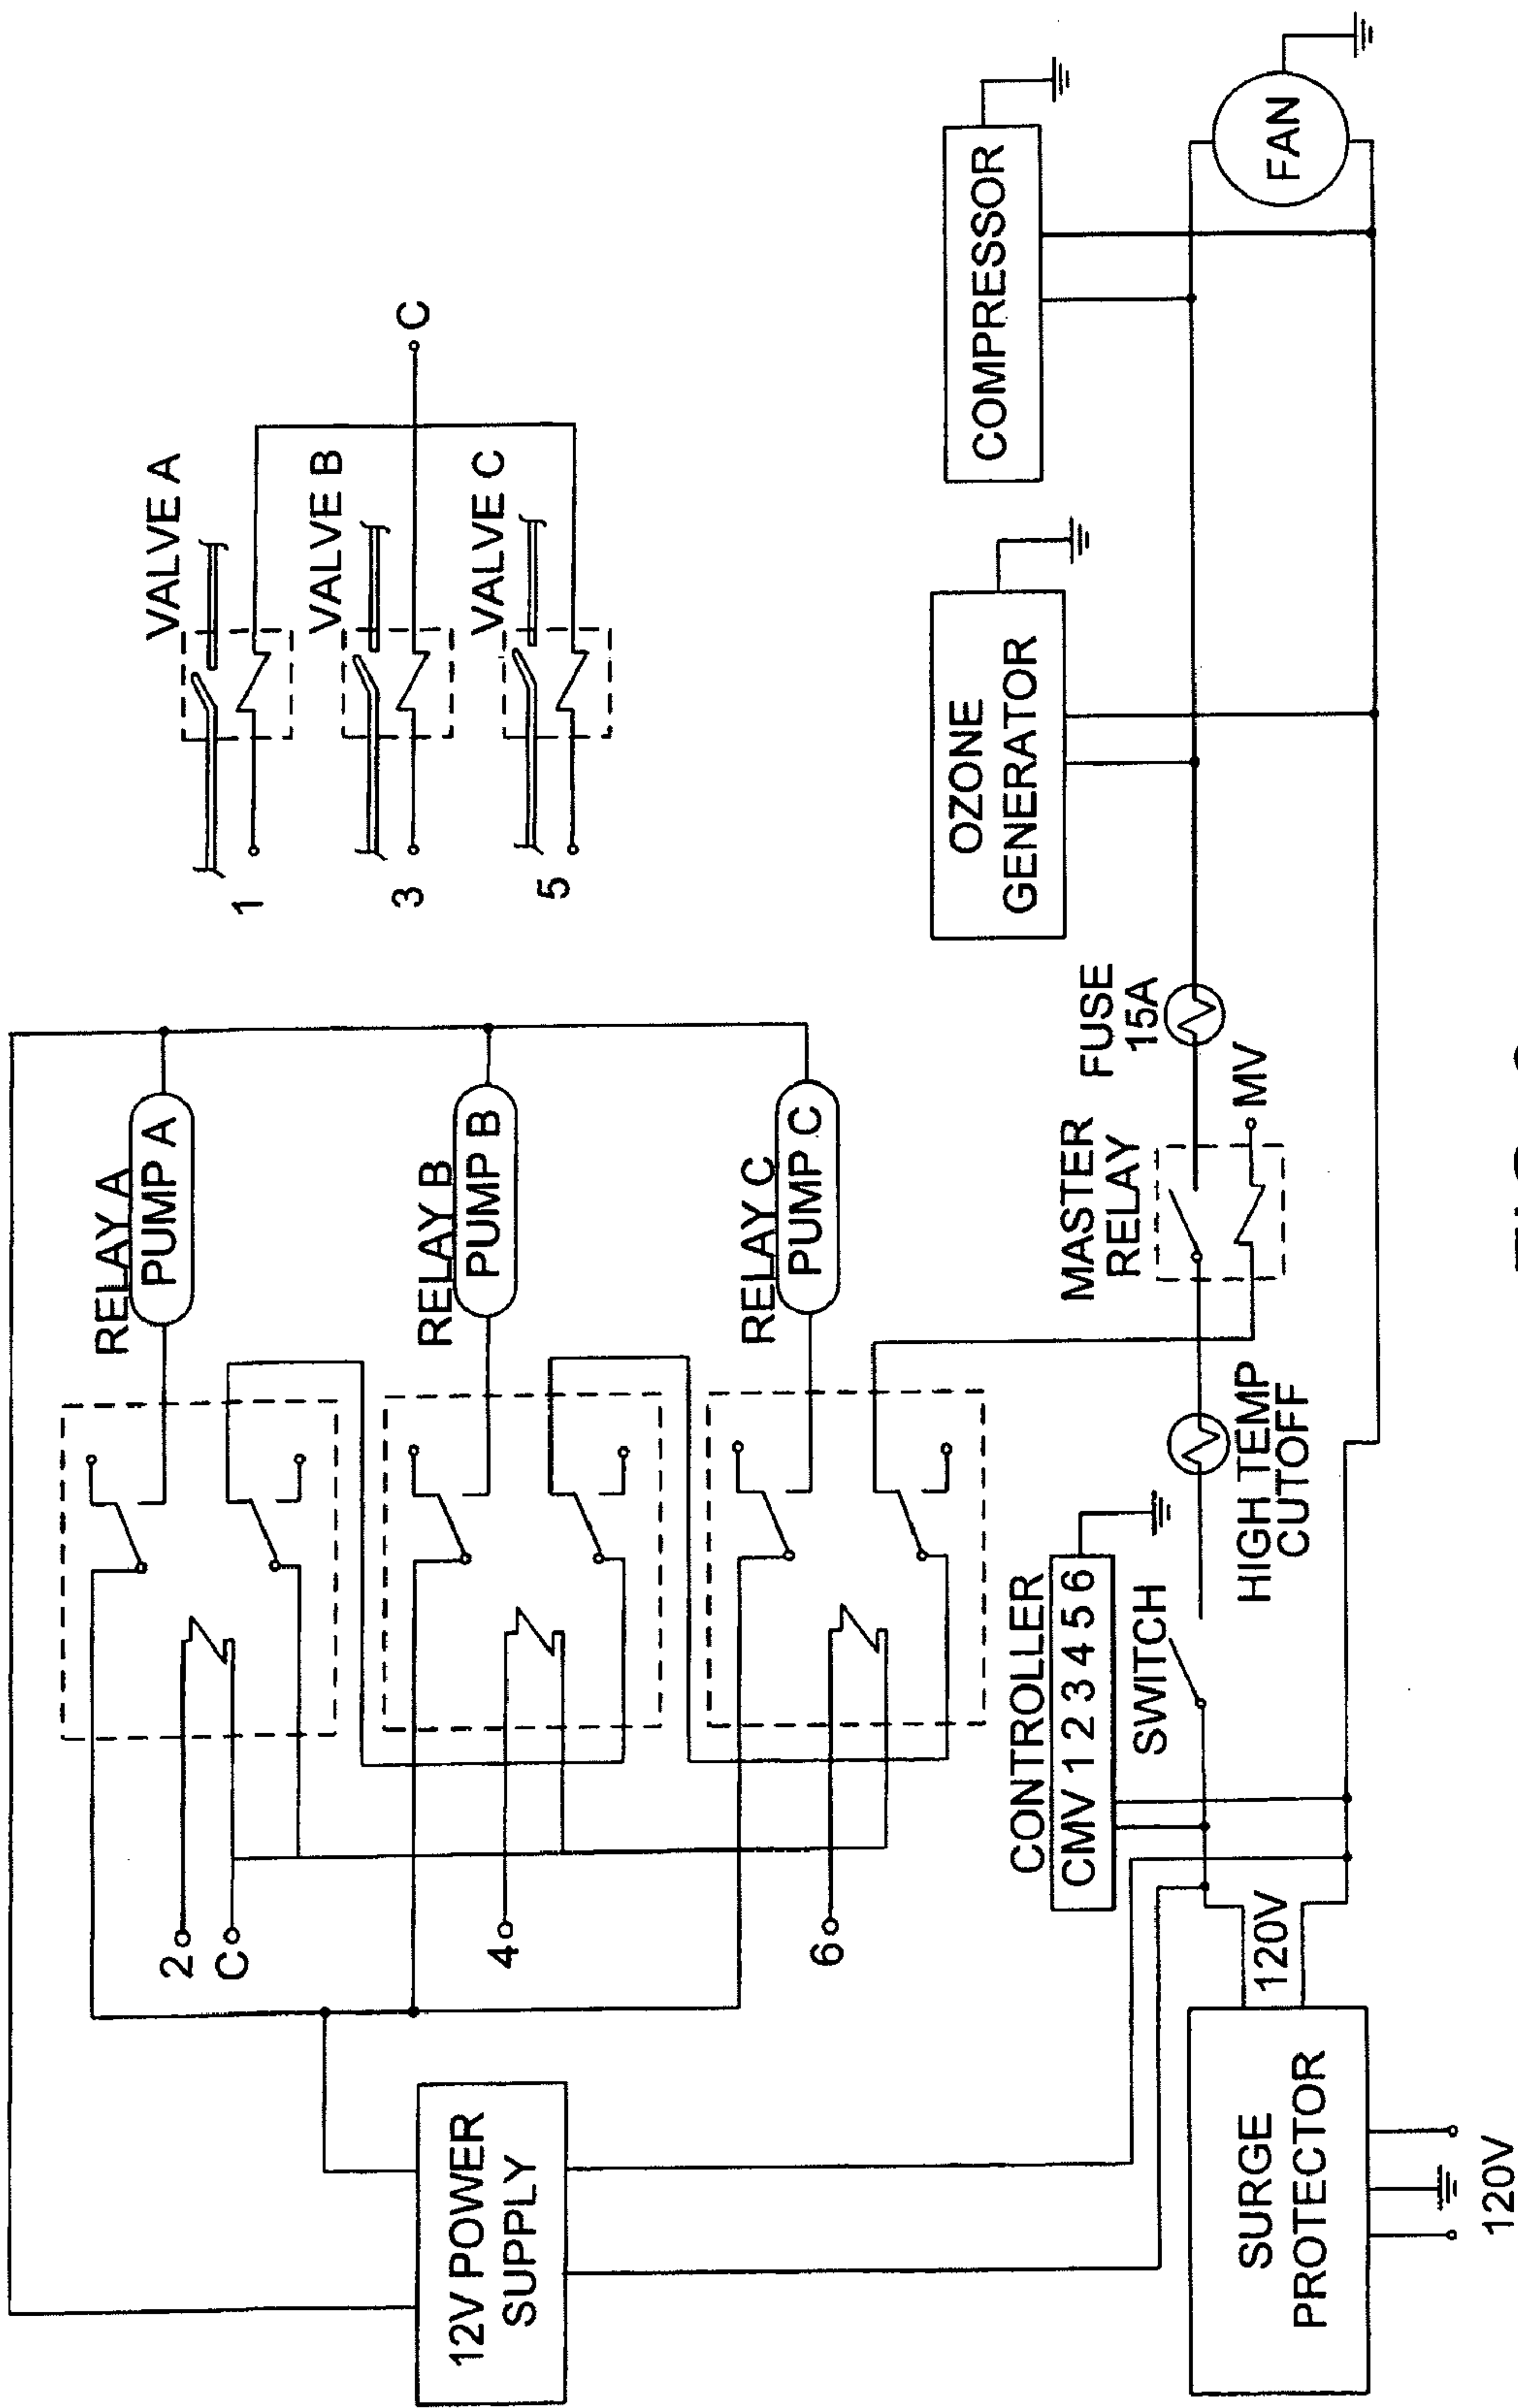 RELAY A
PUMP A
2
C
RELAY B
PUMP B
4
RELAY C
PUMP C
6
VALVE A
1
VALVE B
3
C
VALVE C
5
12V POWER
SUPPLY
CONTROLLER
CMV 1 2 3 4 5 6
SWITCH
HIGH TEMP
CUTOFF
MASTER
RELAY
MV
FUSE
15A
OZONE
GENERATOR
COMPRESSOR
FAN
SURGE
PROTECTOR
120V
120V